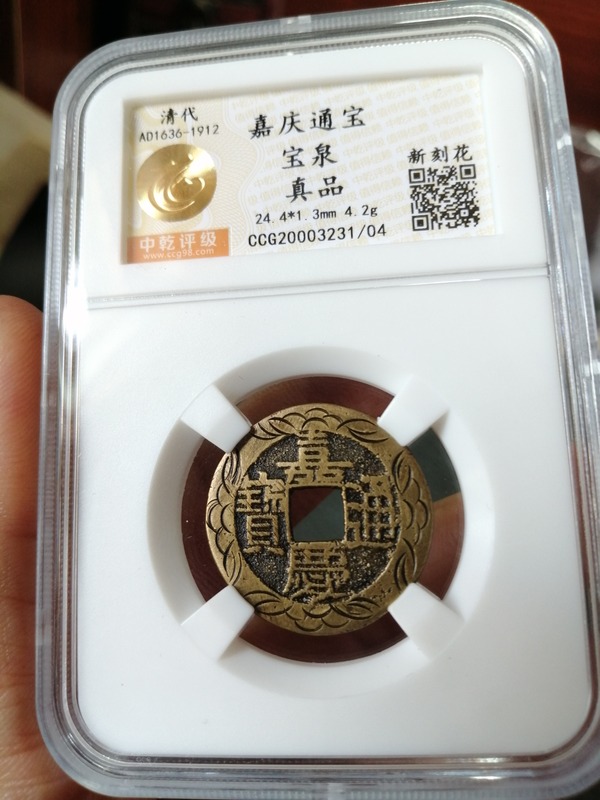 清代
AD1636-1912
嘉庆通宝
宝泉
真品
新刻花
24.4*1.3mm 4.2g
CCG20003231/04
中乾评级
www.ccg98.com
嘉慶通寶